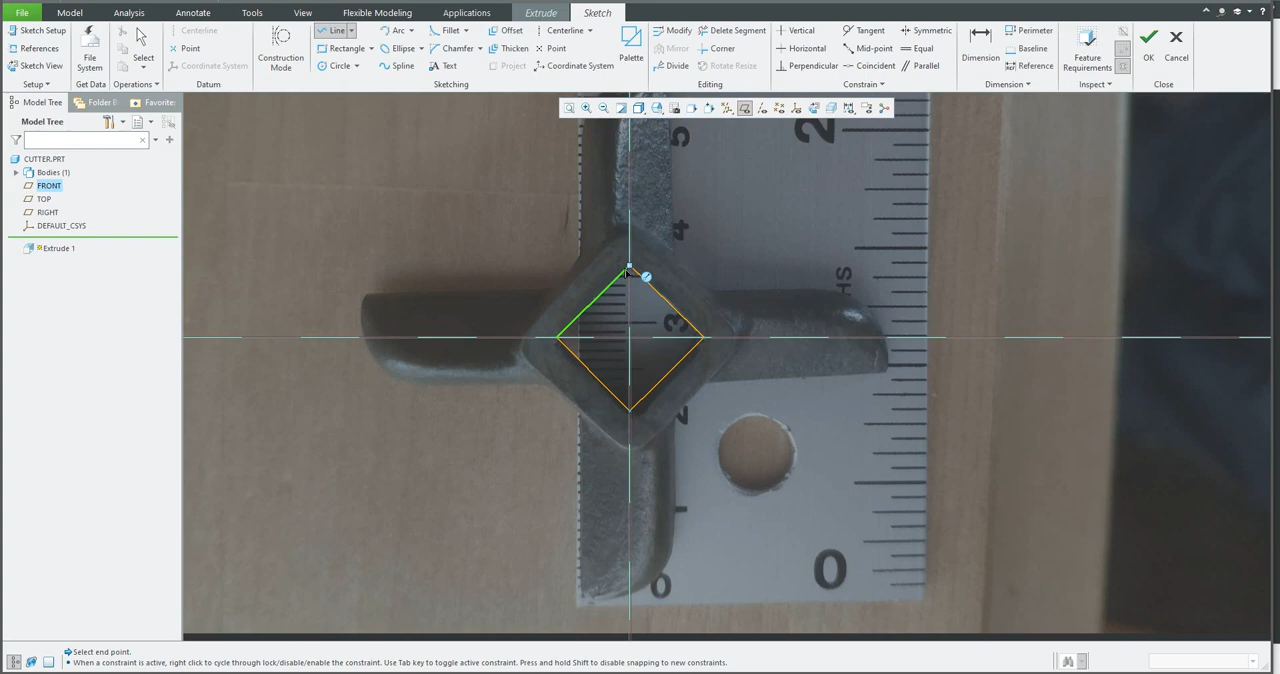 File Model Analysis Annotate Tools View Flexible Modeling Applications Extrude Sketch
Sketch Setup
References
Sketch View
Setup
File System
Get Data
Select
Operations
Centerline
Point
Coordinate System
Datum
Construction Mode
Line Arc Fillet Offset Centerline
Rectangle Ellipse Chamfer Thicken Point
Circle Spline Text Project Coordinate System
Palette
Sketching
Modify Delete Segment
Mirror Corner
Divide Rotate Resize
Editing
Vertical Tangent Symmetric
Horizontal Mid-point Equal
Perpendicular Coincident Parallel
Constrain
Dimension
Perimeter
Baseline
Reference
Dimension
Feature Requirements
Inspect
OK Cancel
Close
Model Tree Folder B Favorite
Model Tree
CUTTER.PRT
Bodies (1)
FRONT
TOP
RIGHT
DEFAULT_CSYS
Extrude 1
5
2
4
HS
3
2
1
0
0
Select end point.
When a constraint is active, right click to cycle through lock/disable/enable the constraint. Use Tab key to toggle active constraint. Press and hold Shift to disable snapping to new constraints.